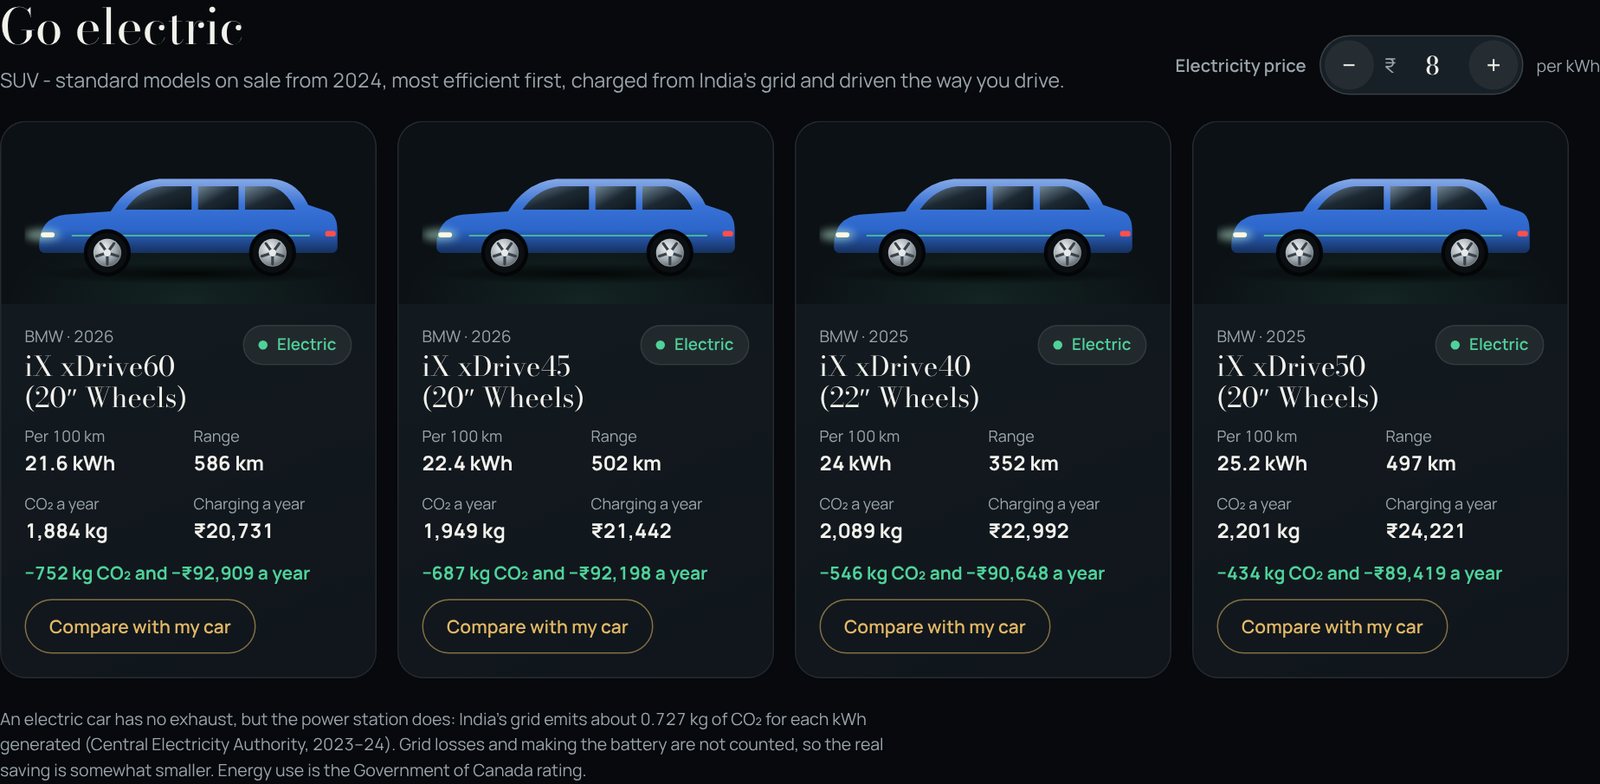 Go electric
SUV - standard models on sale from 2024, most efficient first, charged from India's grid and driven the way you drive.
Electricity price − ₹ 8 + per kWh
BMW · 2026
Electric
iX xDrive60
(20″ Wheels)
Per 100 km Range
21.6 kWh 586 km
CO₂ a year Charging a year
1,884 kg ₹20,731
−752 kg CO₂ and −₹92,909 a year
Compare with my car
BMW · 2026
Electric
iX xDrive45
(20″ Wheels)
Per 100 km Range
22.4 kWh 502 km
CO₂ a year Charging a year
1,949 kg ₹21,442
−687 kg CO₂ and −₹92,198 a year
Compare with my car
BMW · 2025
Electric
iX xDrive40
(22″ Wheels)
Per 100 km Range
24 kWh 352 km
CO₂ a year Charging a year
2,089 kg ₹22,992
−546 kg CO₂ and −₹90,648 a year
Compare with my car
BMW · 2025
Electric
iX xDrive50
(20″ Wheels)
Per 100 km Range
25.2 kWh 497 km
CO₂ a year Charging a year
2,201 kg ₹24,221
−434 kg CO₂ and −₹89,419 a year
Compare with my car
An electric car has no exhaust, but the power station does: India's grid emits about 0.727 kg of CO₂ for each kWh
generated (Central Electricity Authority, 2023–24). Grid losses and making the battery are not counted, so the real
saving is somewhat smaller. Energy use is the Government of Canada rating.